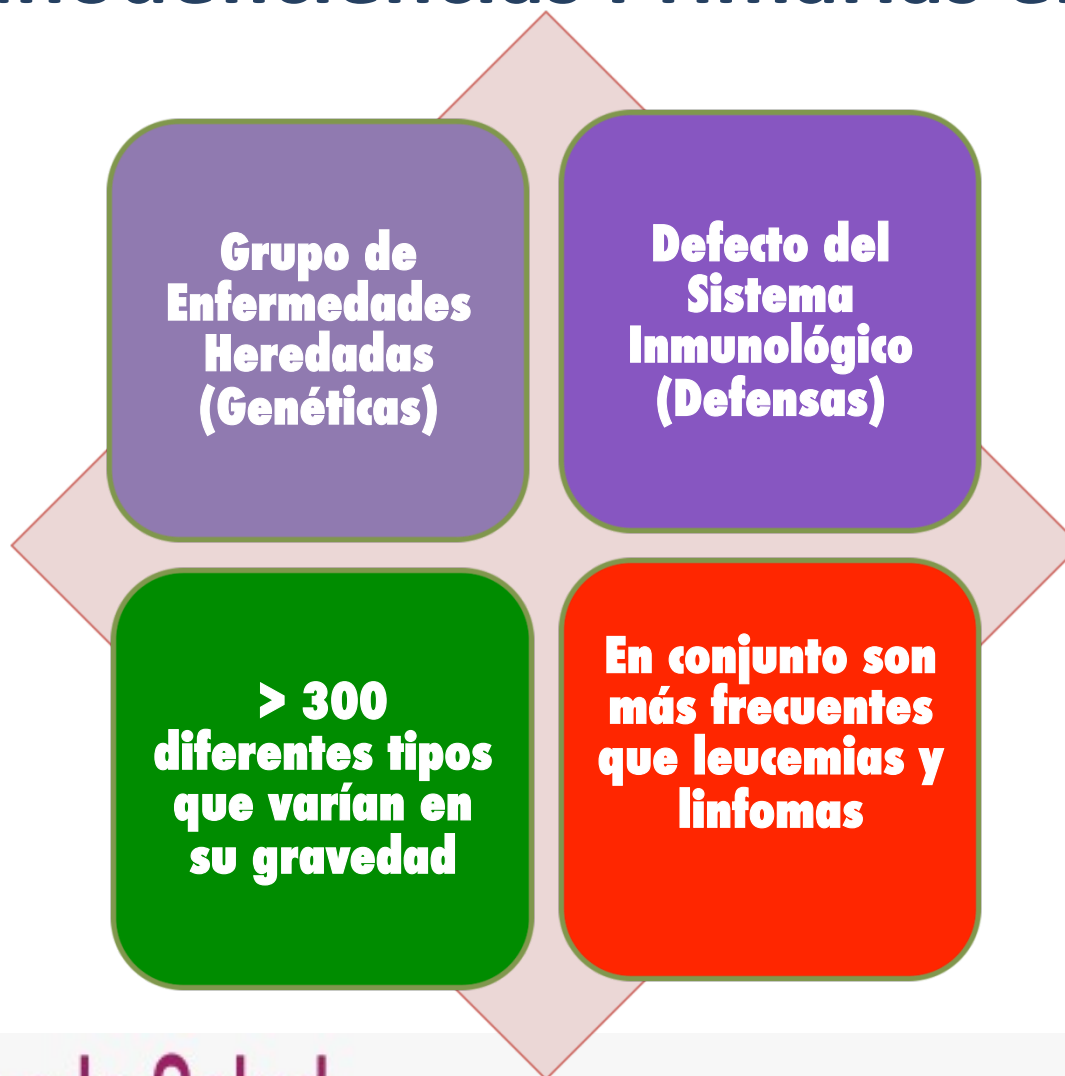 Primarias
Grupo de
Enfermedades
Heredadas
(Genéticas)
Defecto del
Sistema
Inmunológico
(Defensas)
> 300
diferentes tipos
que varían en
su gravedad
En conjunto son
más frecuentes
que leucemias y
linfomas